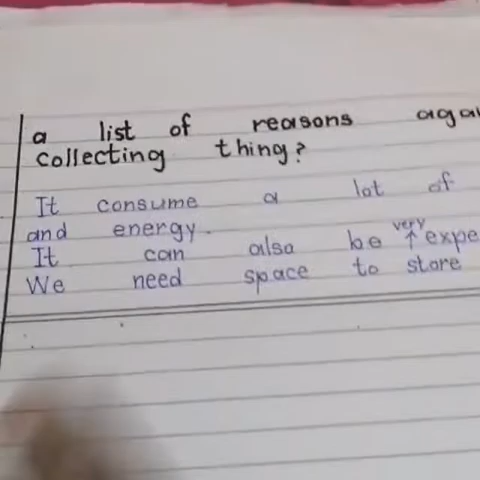 a list of reasons
collecting thing?
It consume a lot of
and energy.
It can also be very
We need space to store